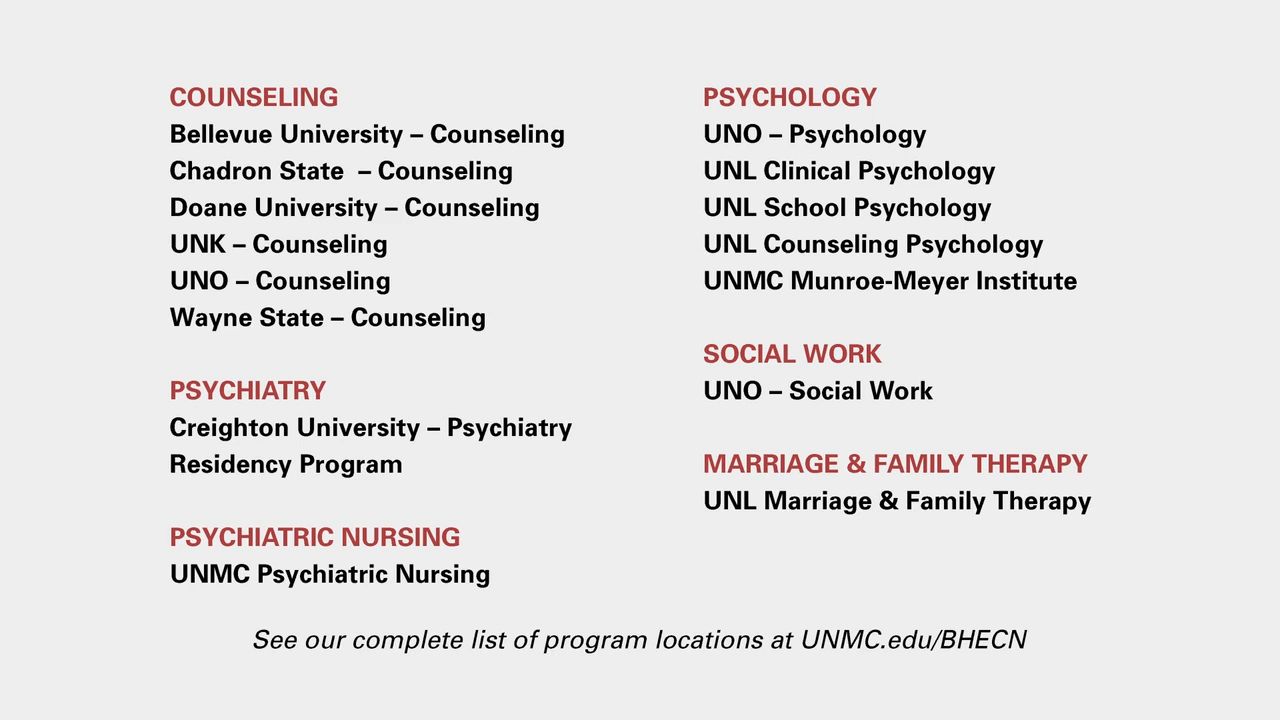 COUNSELING
Bellevue University – Counseling
Chadron State – Counseling
Doane University – Counseling
UNK – Counseling
UNO – Counseling
Wayne State – Counseling
PSYCHIATRY
Creighton University – Psychiatry
Residency Program
PSYCHIATRIC NURSING
UNMC Psychiatric Nursing
PSYCHOLOGY
UNO – Psychology
UNL Clinical Psychology
UNL School Psychology
UNL Counseling Psychology
UNMC Munroe-Meyer Institute
SOCIAL WORK
UNO – Social Work
MARRIAGE & FAMILY THERAPY
UNL Marriage & Family Therapy
See our complete list of program locations at UNMC.edu/BHECN